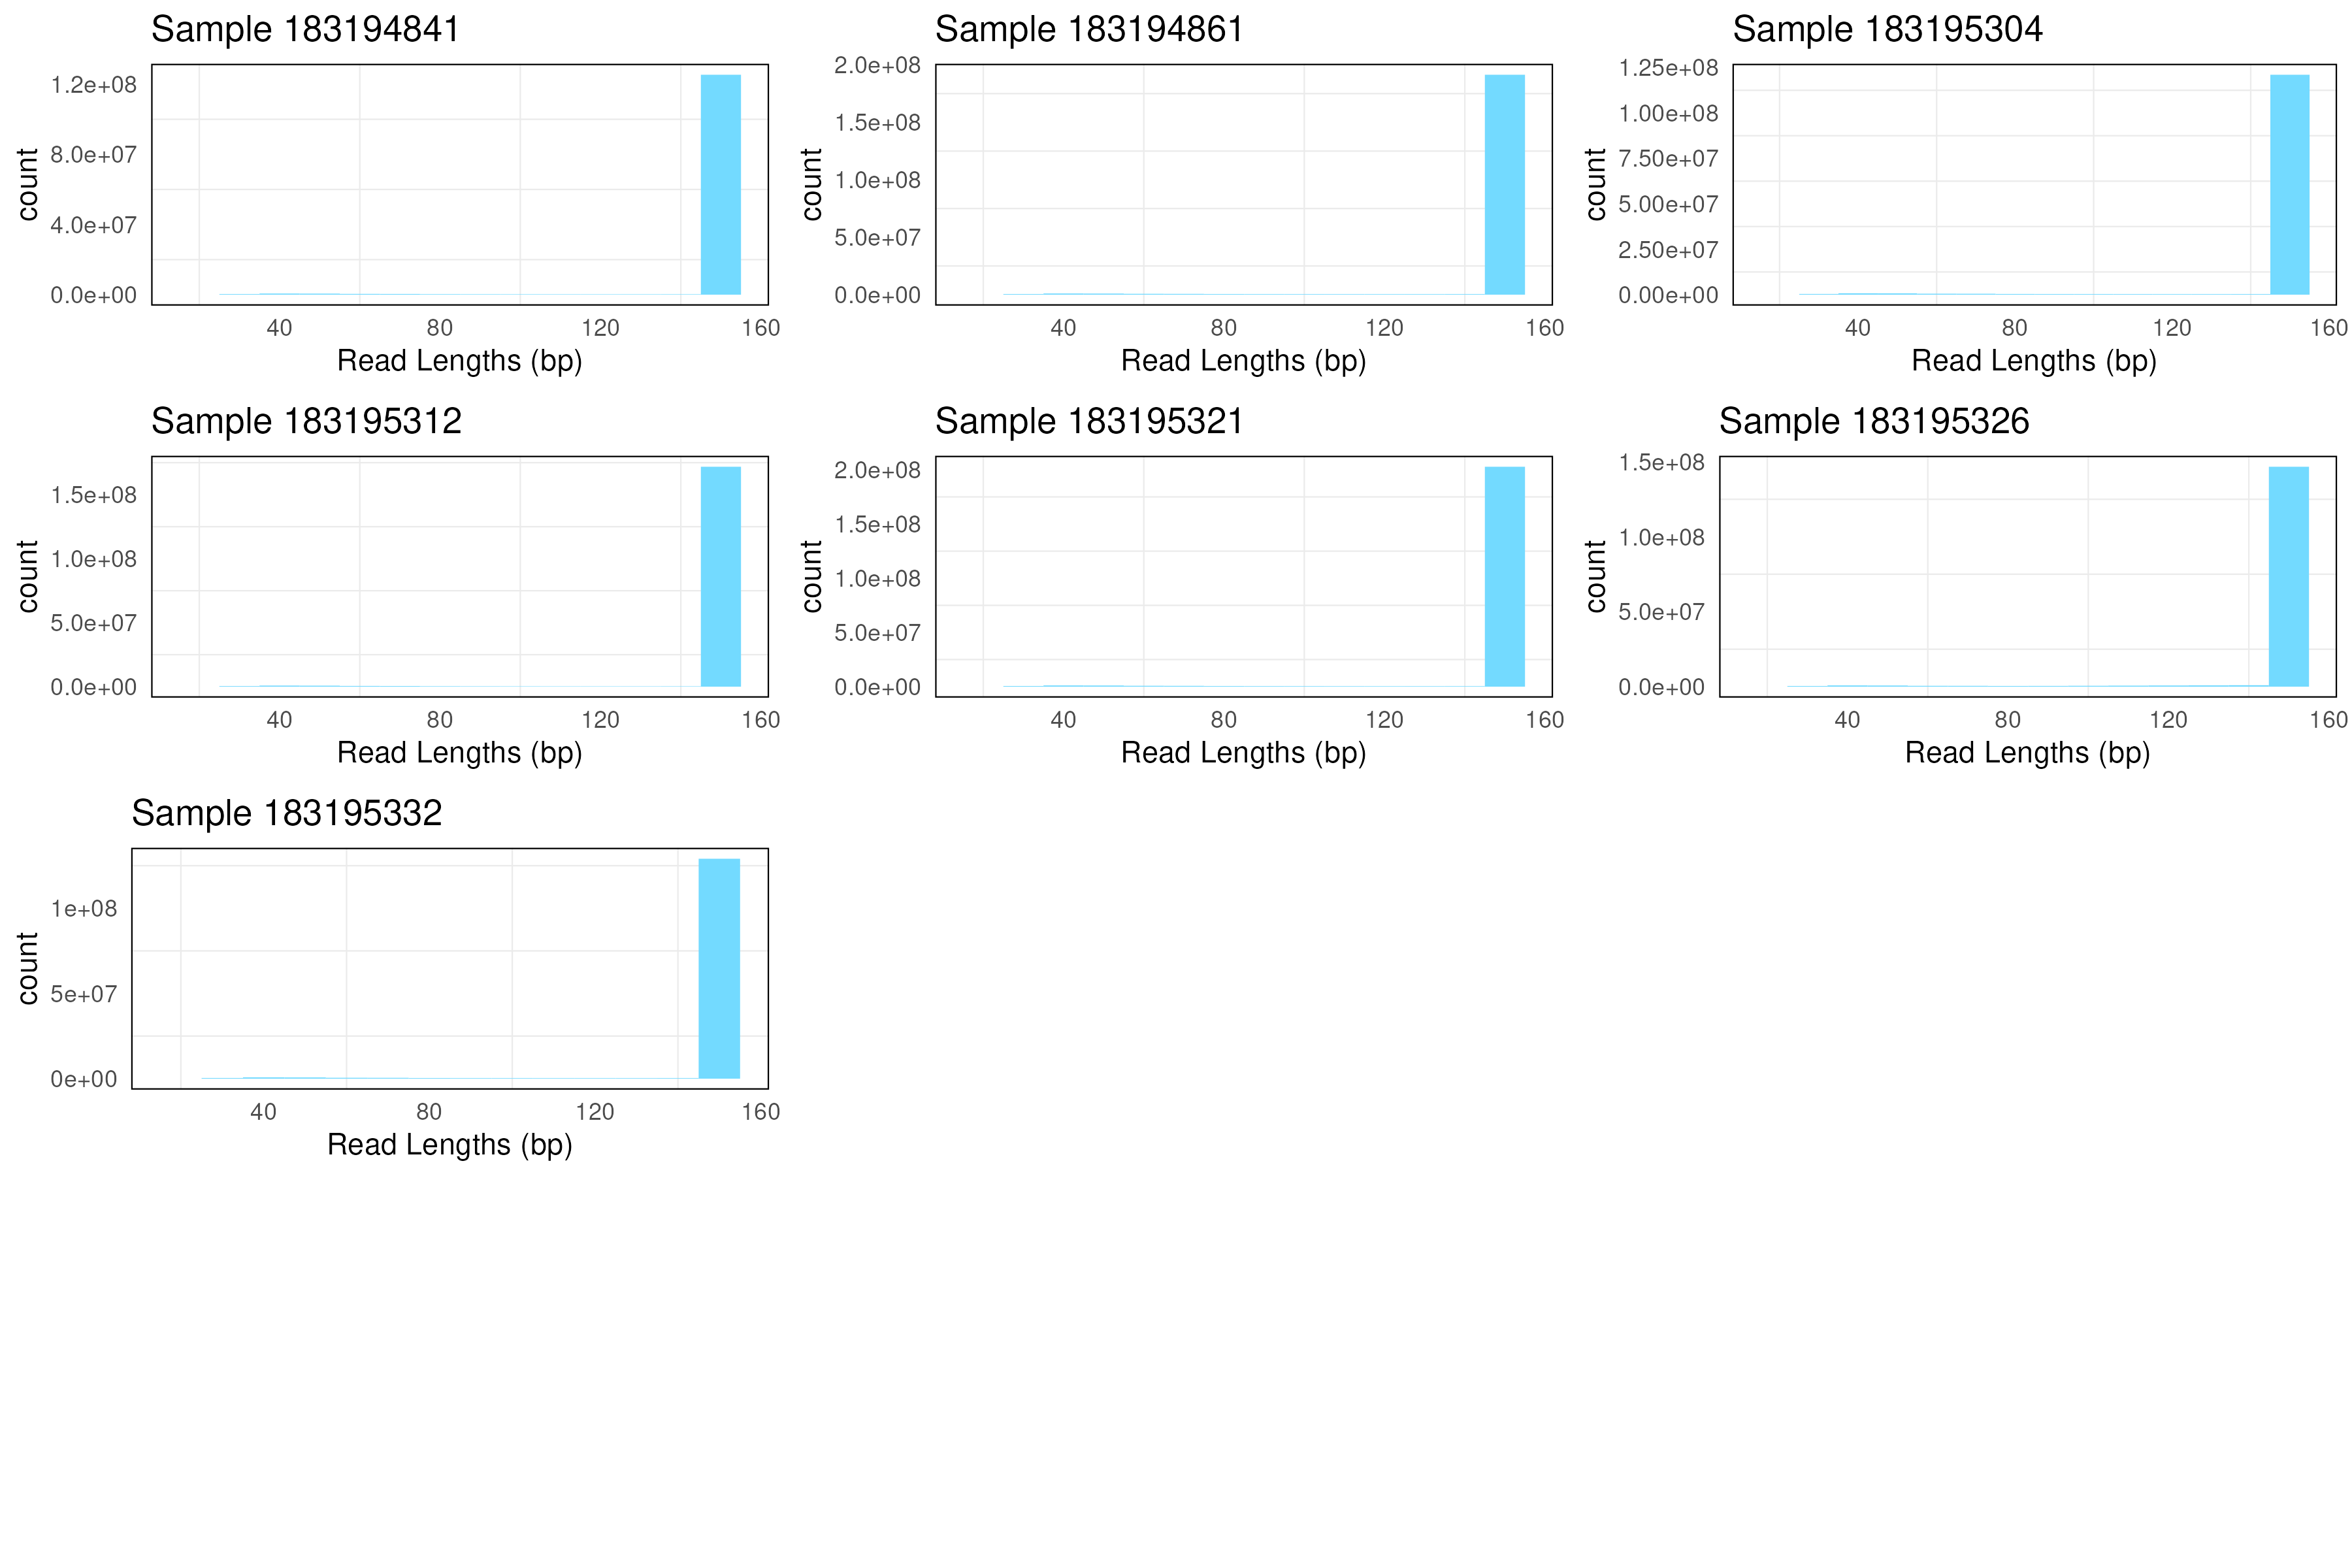 Sample 183194841
1.2e+08
8.0e+07
4.0e+07
0.0e+00
count
40 80 120 160
Read Lengths (bp)
Sample 183194861
2.0e+08
1.5e+08
1.0e+08
5.0e+07
0.0e+00
count
40 80 120 160
Read Lengths (bp)
Sample 183195304
1.25e+08
1.00e+08
7.50e+07
5.00e+07
2.50e+07
0.00e+00
count
40 80 120 160
Read Lengths (bp)
Sample 183195312
1.5e+08
1.0e+08
5.0e+07
0.0e+00
count
40 80 120 160
Read Lengths (bp)
Sample 183195321
2.0e+08
1.5e+08
1.0e+08
5.0e+07
0.0e+00
count
40 80 120 160
Read Lengths (bp)
Sample 183195326
1.5e+08
1.0e+08
5.0e+07
0.0e+00
count
40 80 120 160
Read Lengths (bp)
Sample 183195332
1e+08
5e+07
0e+00
count
40 80 120 160
Read Lengths (bp)